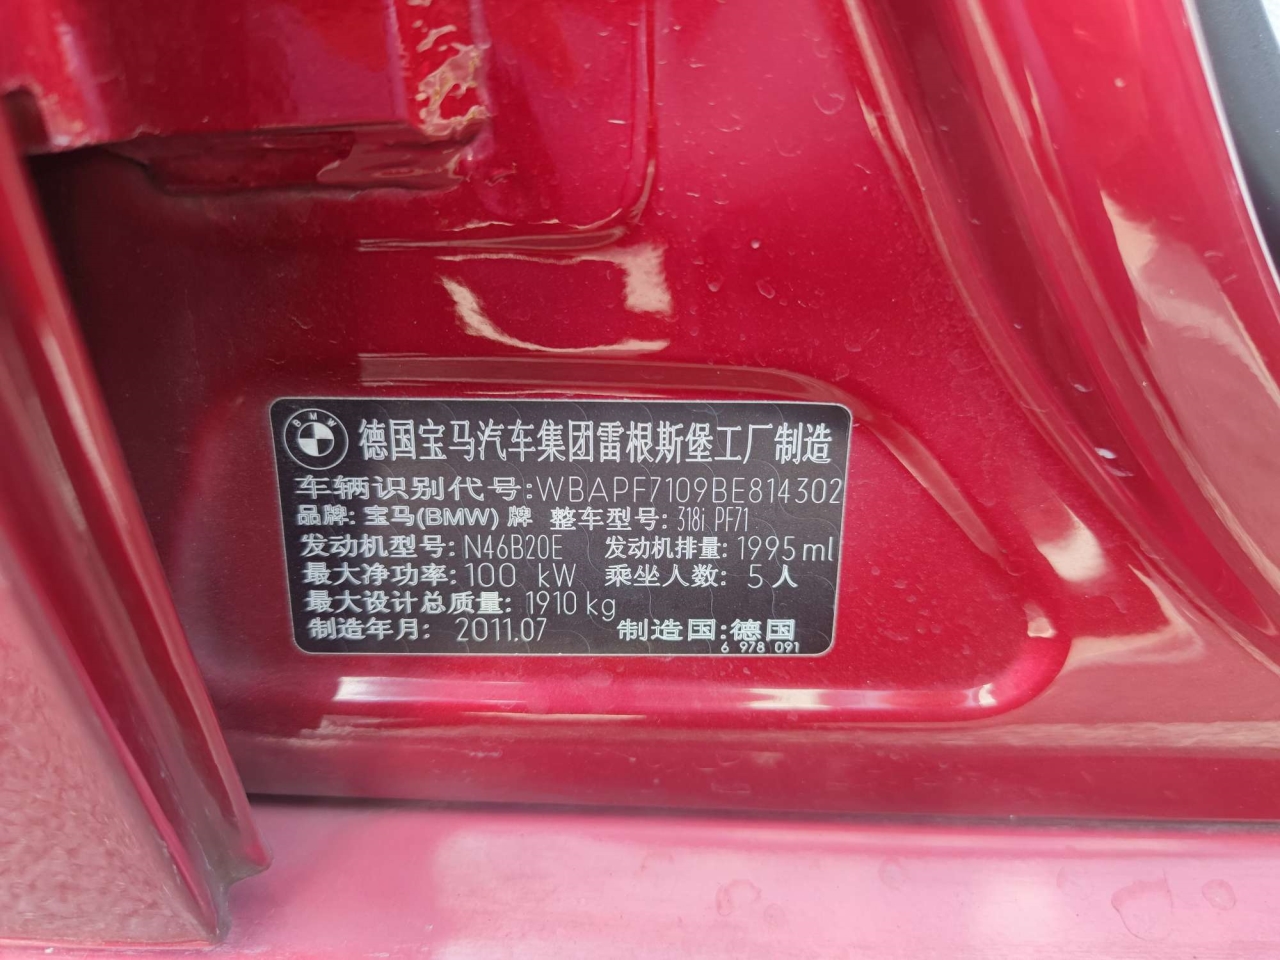 BMW
德国宝马汽车集团雷根斯堡工厂制造
车辆识别代号:WBAPF7109BE814302
品牌: 宝马(BMW) 牌 整车型号: 318i PF71
发动机型号: N46B20E 发动机排量: 1995 ml
最大净功率: 100 kW 乘坐人数: 5 人
最大设计总质量: 1910 kg
制造年月: 2011.07 制造国: 德国
6 978 091